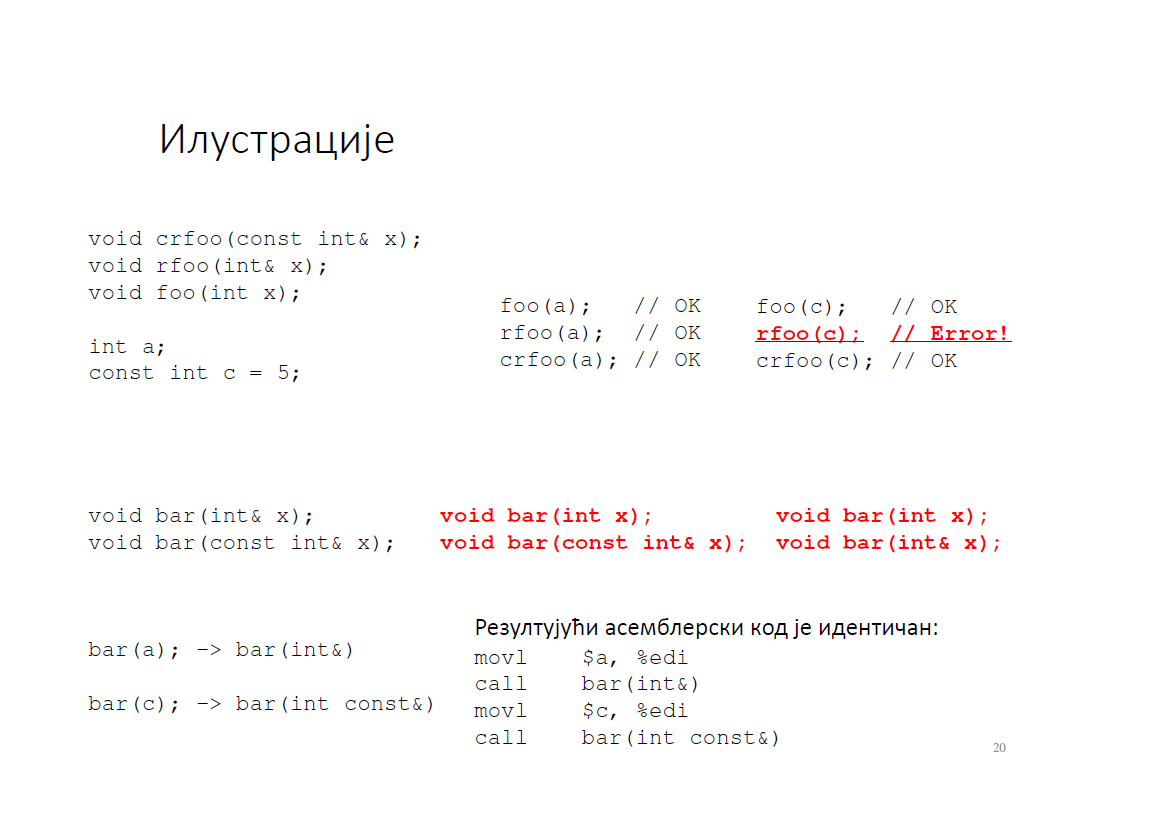 Илустрације
void crfoo(const int& x);
void rfoo(int& x);
void foo(int x);
int a;
const int c = 5;
foo(a);   // OK
rfoo(a);  // OK
crfoo(a); // OK
foo(c);   // OK
rfoo(c);  // Error!
crfoo(c); // OK
void bar(int& x);
void bar(const int& x);
void bar(int x);
void bar(const int& x);
void bar(int x);
void bar(int& x);
bar(a); -> bar(int&)
bar(c); -> bar(int const&)
Резултујући асемблерски код је идентичан:
movl    $a, %edi
call    bar(int&)
movl    $c, %edi
call    bar(int const&)
20